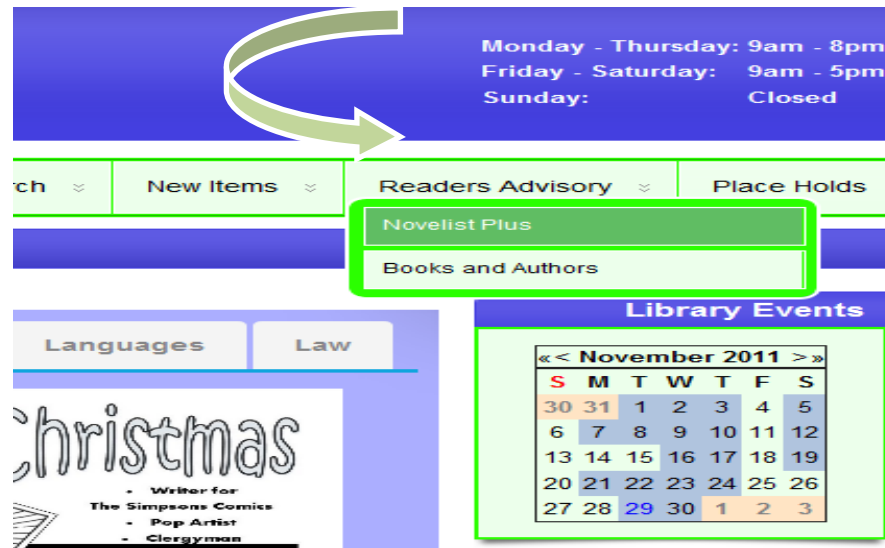 Monday - Thursday: 9am - 8pm
Friday - Saturday: 9am - 5pm
Sunday: Closed
rch New Items Readers Advisory Place Holds
Novelist Plus
Books and Authors
Library Events
Languages Law
«< November 2011 >»
S M T W T F S
30 31 1 2 3 4 5
6 7 8 9 10 11 12
13 14 15 16 17 18 19
20 21 22 23 24 25 26
27 28 29 30 1 2 3
Christmas
• Writer for
The Simpsons Comics
• Pop Artist
• Clergyman